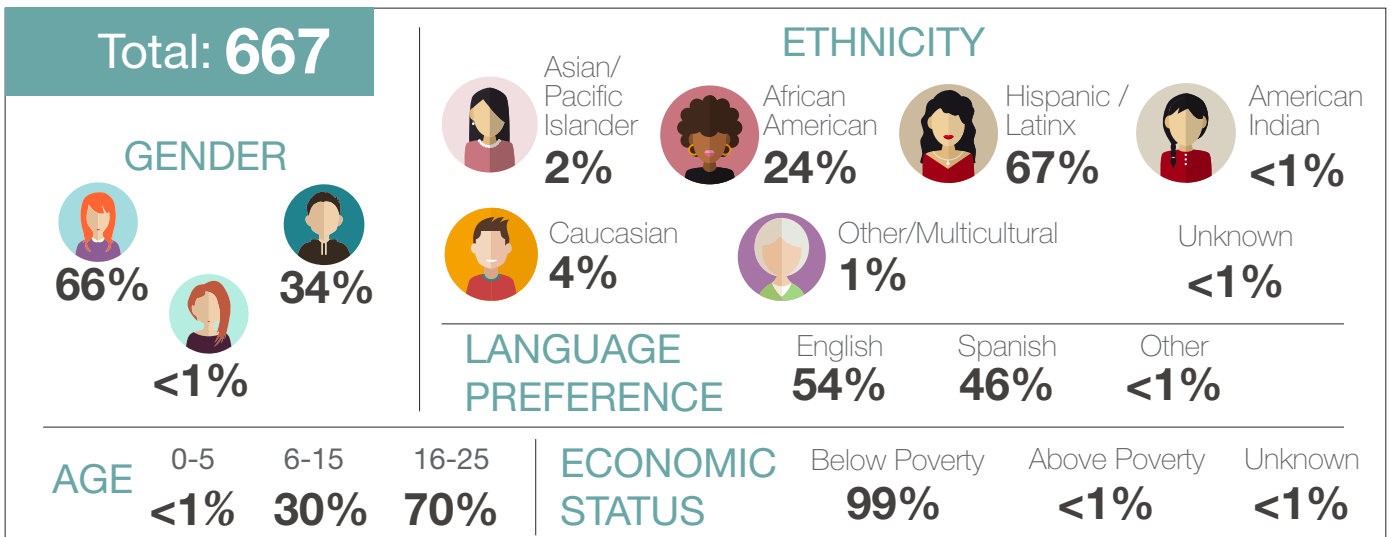 Total: 667
GENDER
66%
34%
<1%
ETHNICITY
Asian/
Pacific
Islander
2%
African
American
24%
Hispanic /
Latinx
67%
American
Indian
<1%
Caucasian
4%
Other/Multicultural
1%
Unknown
<1%
LANGUAGE
PREFERENCE
English
54%
Spanish
46%
Other
<1%
AGE
0-5
<1%
6-15
30%
16-25
70%
ECONOMIC
STATUS
Below Poverty
99%
Above Poverty
<1%
Unknown
<1%